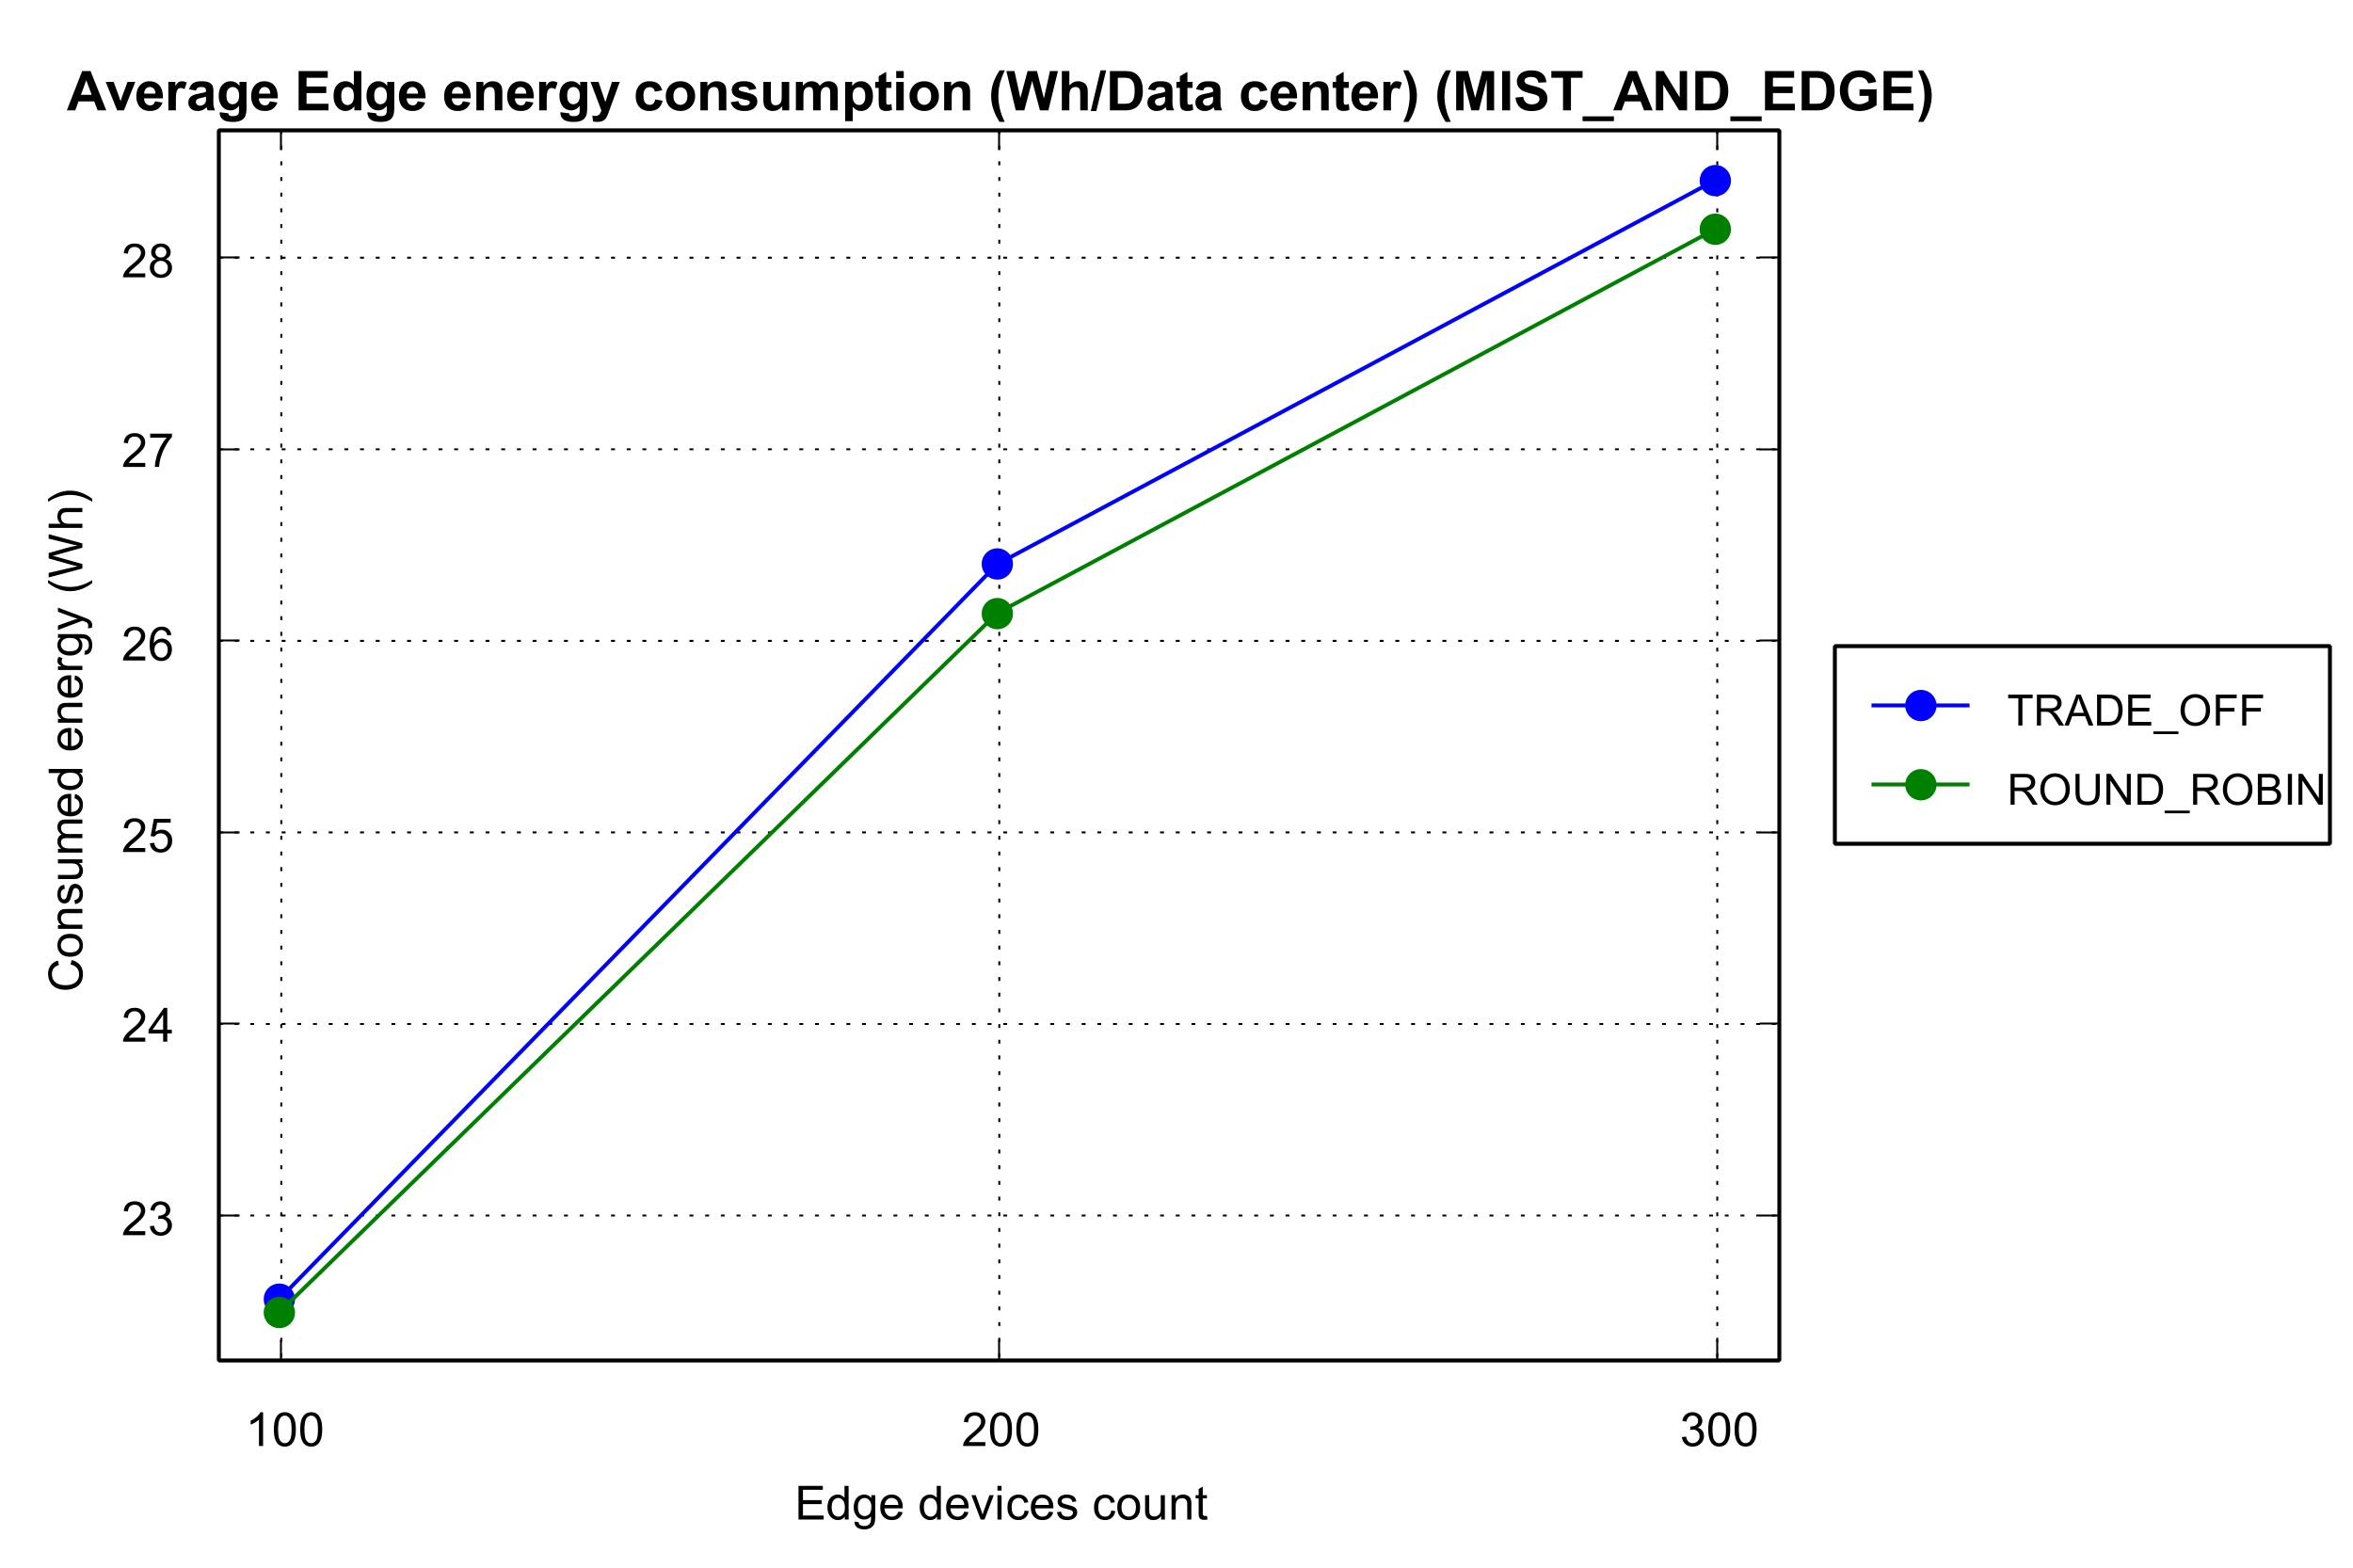 Average Edge energy consumption (Wh/Data center) (MIST_AND_EDGE)
28
27
26
25
24
23
Consumed energy (Wh)
100 200 300
Edge devices count
TRADE_OFF
ROUND_ROBIN